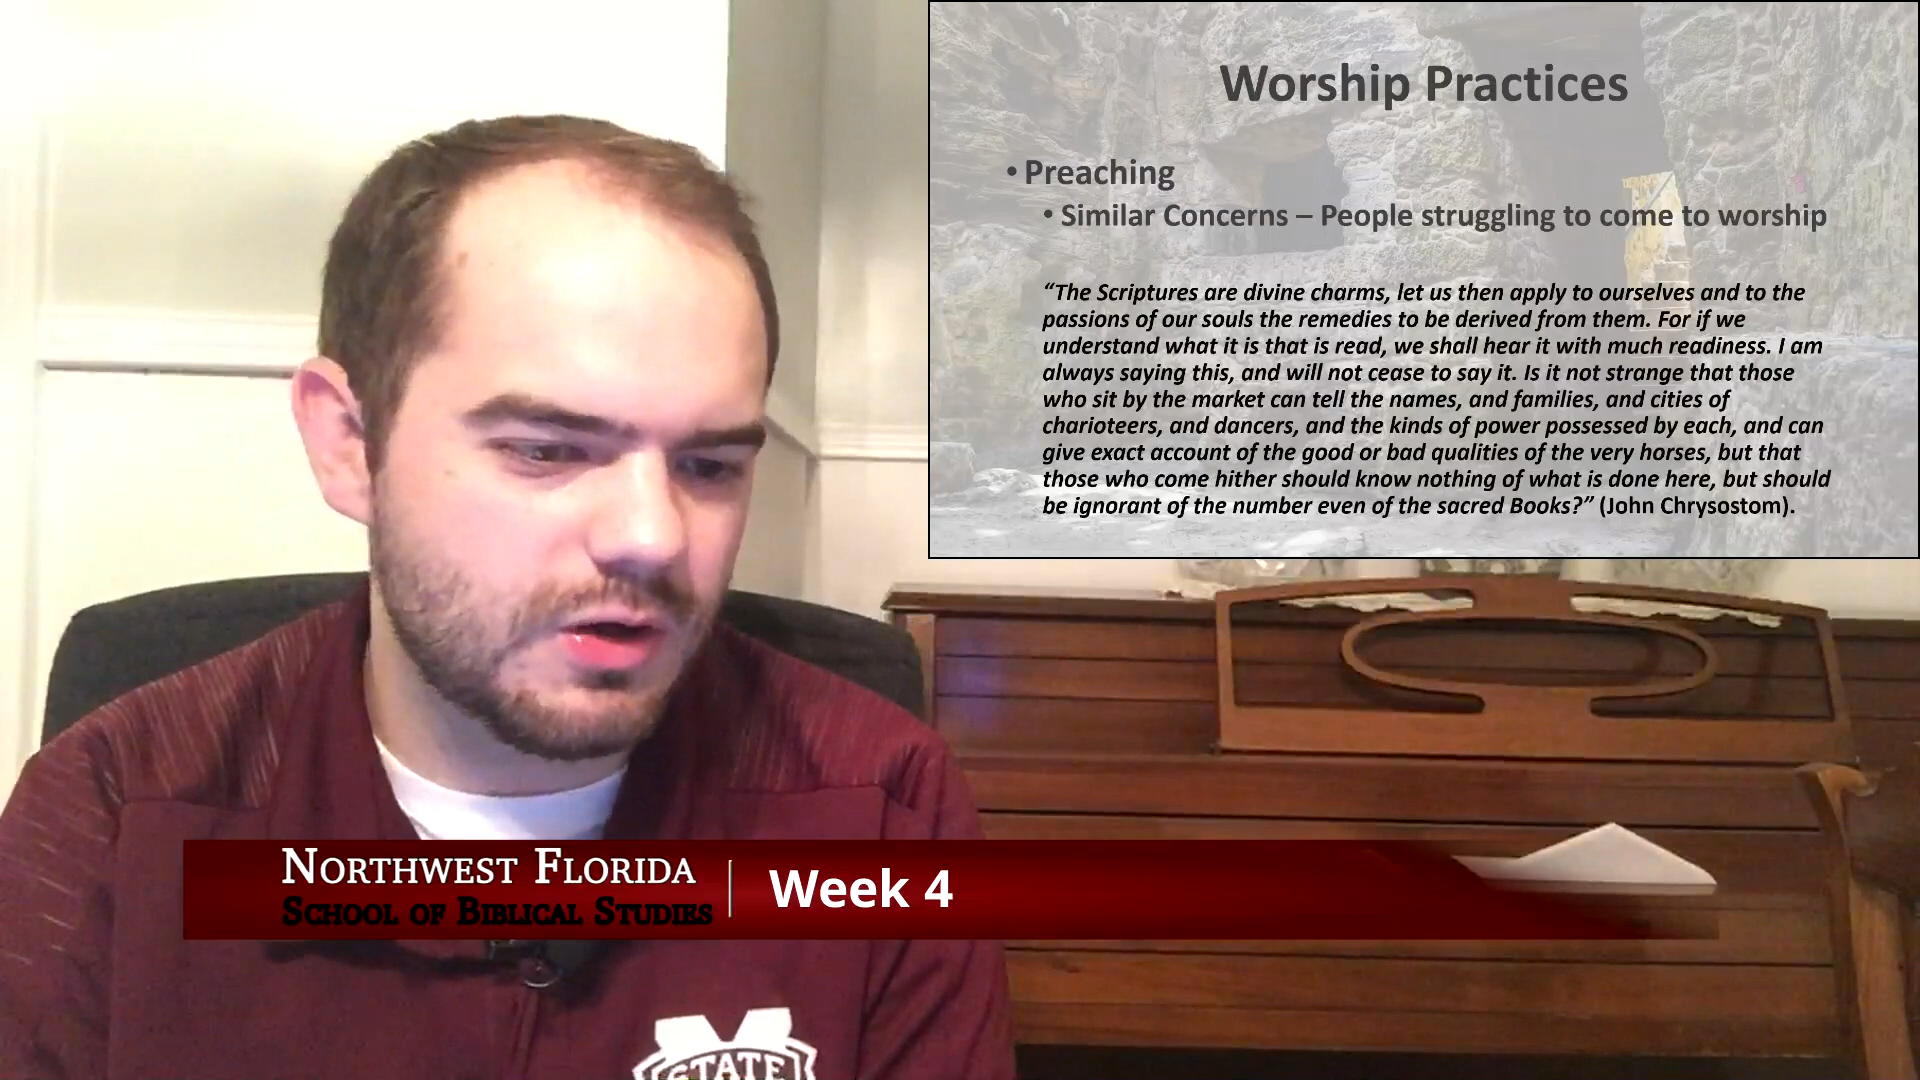 Worship Practices
• Preaching
• Similar Concerns – People struggling to come to worship
“The Scriptures are divine charms, let us then apply to ourselves and to the
passions of our souls the remedies to be derived from them. For if we
understand what it is that is read, we shall hear it with much readiness. I am
always saying this, and will not cease to say it. Is it not strange that those
who sit by the market can tell the names, and families, and cities of
charioteers, and dancers, and the kinds of power possessed by each, and can
give exact account of the good or bad qualities of the very horses, but that
those who come hither should know nothing of what is done here, but should
be ignorant of the number even of the sacred Books?” (John Chrysostom).
NORTHWEST FLORIDA
SCHOOL OF BIBLICAL STUDIES
Week 4
M
STATE